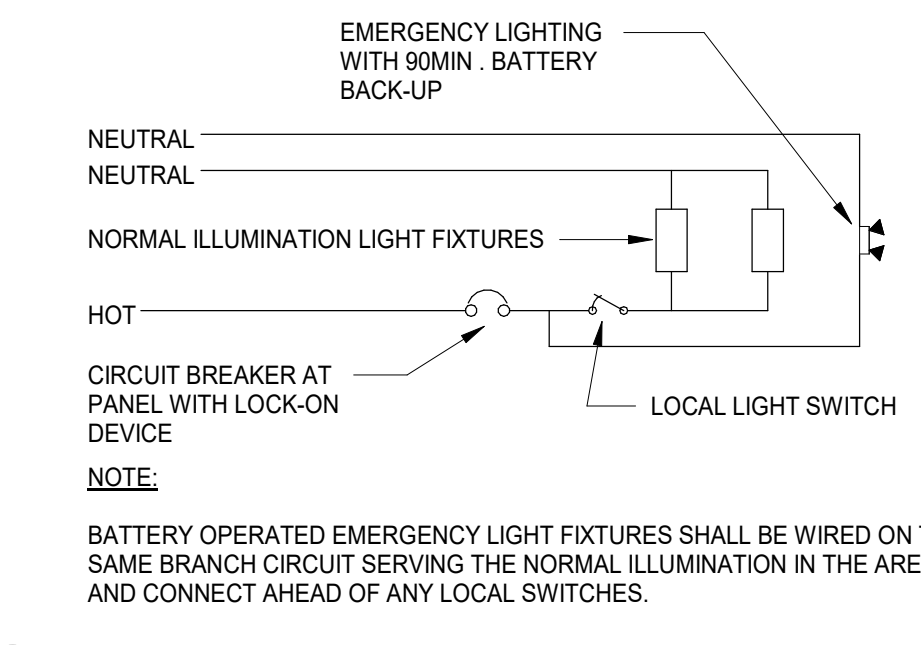 EMERGENCY LIGHTING
WITH 90MIN . BATTERY
BACK-UP
NEUTRAL
NEUTRAL
NORMAL ILLUMINATION LIGHT FIXTURES
HOT
CIRCUIT BREAKER AT
PANEL WITH LOCK-ON
DEVICE
LOCAL LIGHT SWITCH
NOTE:
BATTERY OPERATED EMERGENCY LIGHT FIXTURES SHALL BE WIRED ON
SAME BRANCH CIRCUIT SERVING THE NORMAL ILLUMINATION IN THE
AND CONNECT AHEAD OF ANY LOCAL SWITCHES.